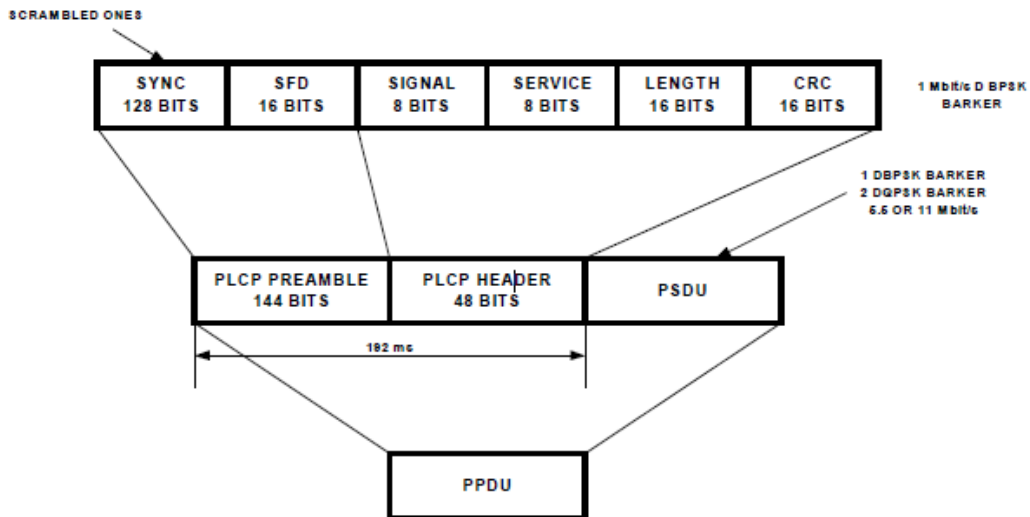 SCRAMBLED ONES
SYNC
128 BITS
SFD
16 BITS
SIGNAL
8 BITS
SERVICE
8 BITS
LENGTH
16 BITS
CRC
16 BITS
1 Mbit/s D BPSK
BARKER
1 DBPSK BARKER
2 DQPSK BARKER
5.5 OR 11 Mbit/s
PLCP PREAMBLE
144 BITS
PLCP HEADER
48 BITS
PSDU
192 ms
PPDU